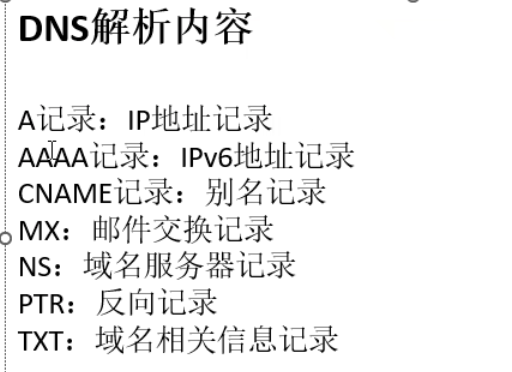 DNS解析内容
A记录：IP地址记录
AAAA记录：IPv6地址记录
CNAME记录：别名记录
MX：邮件交换记录
NS：域名服务器记录
PTR：反向记录
TXT：域名相关信息记录